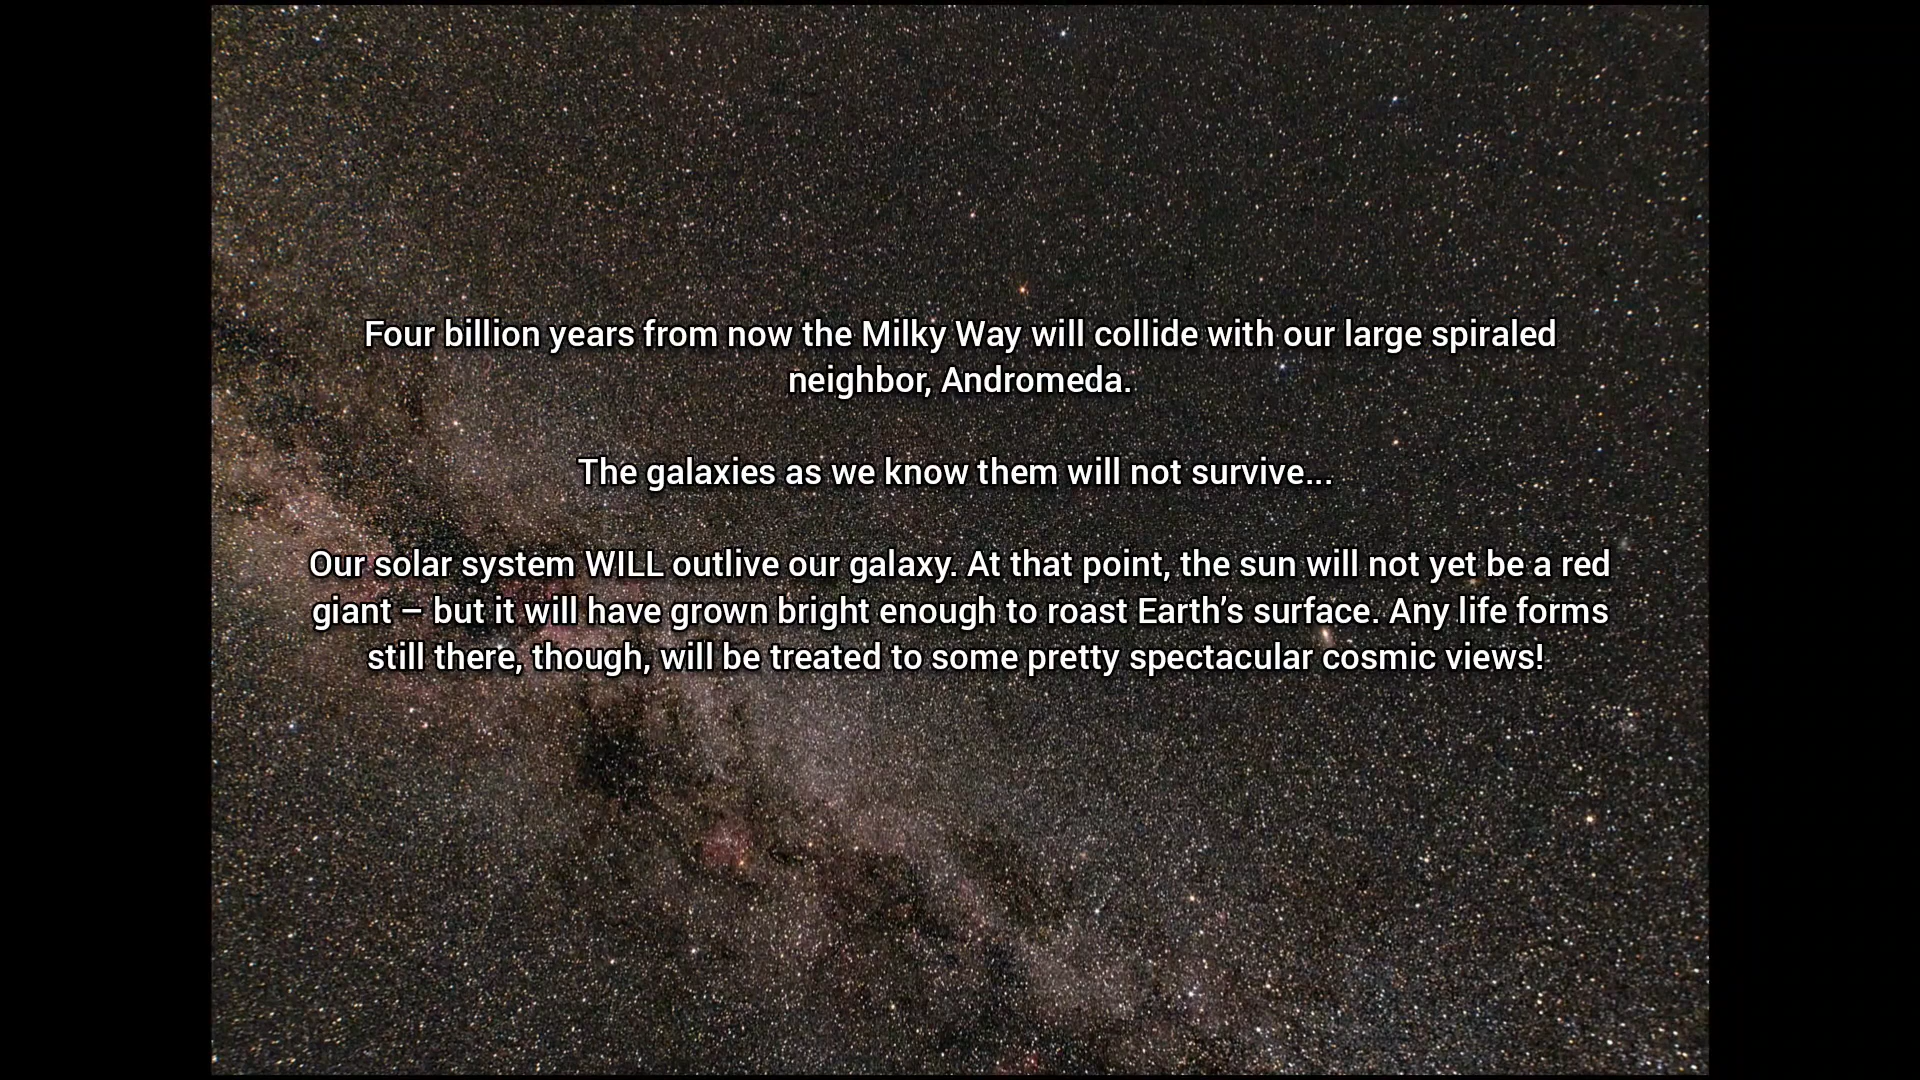 Four billion years from now the Milky Way will collide with our large spiraled
neighbor, Andromeda.
The galaxies as we know them will not survive...
Our solar system WILL outlive our galaxy. At that point, the sun will not yet be a red
giant – but it will have grown bright enough to roast Earth’s surface. Any life forms
still there, though, will be treated to some pretty spectacular cosmic views!